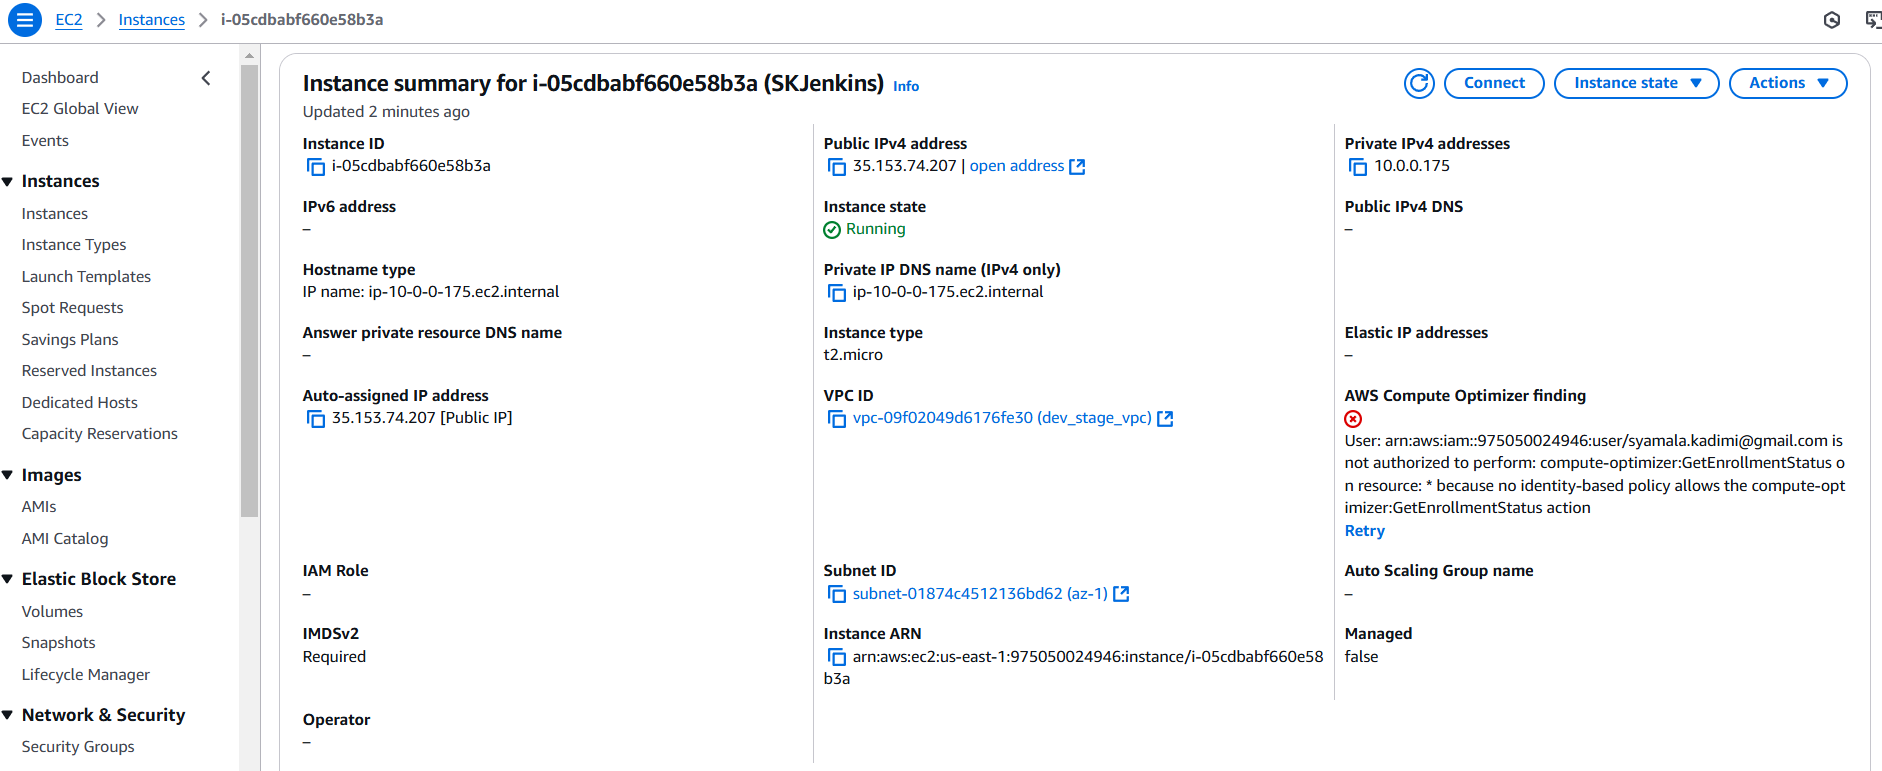 EC2 > Instances > i-05cdbabf660e58b3a
Dashboard
EC2 Global View
Events
Instances
Instances
Instance Types
Launch Templates
Spot Requests
Savings Plans
Reserved Instances
Dedicated Hosts
Capacity Reservations
Images
AMIs
AMI Catalog
Elastic Block Store
Volumes
Snapshots
Lifecycle Manager
Network & Security
Security Groups
Instance summary for i-05cdbabf660e58b3a (SKJenkins) Info
Connect
Instance state
Actions
Updated 2 minutes ago
Instance ID
i-05cdbabf660e58b3a
Public IPv4 address
35.153.74.207 | open address
Private IPv4 addresses
10.0.0.175
IPv6 address
–
Instance state
Running
Public IPv4 DNS
–
Hostname type
IP name: ip-10-0-0-175.ec2.internal
Private IP DNS name (IPv4 only)
ip-10-0-0-175.ec2.internal
Answer private resource DNS name
–
Instance type
t2.micro
Elastic IP addresses
–
Auto-assigned IP address
35.153.74.207 [Public IP]
VPC ID
vpc-09f02049d6176fe30 (dev_stage_vpc)
AWS Compute Optimizer finding
User: arn:aws:iam::975050024946:user/syamala.kadimi@gmail.com is
not authorized to perform: compute-optimizer:GetEnrollmentStatus o
n resource: * because no identity-based policy allows the compute-opt
imizer:GetEnrollmentStatus action
Retry
IAM Role
–
Subnet ID
subnet-01874c4512136bd62 (az-1)
Auto Scaling Group name
–
IMDSv2
Required
Instance ARN
arn:aws:ec2:us-east-1:975050024946:instance/i-05cdbabf660e58
b3a
Managed
false
Operator
–